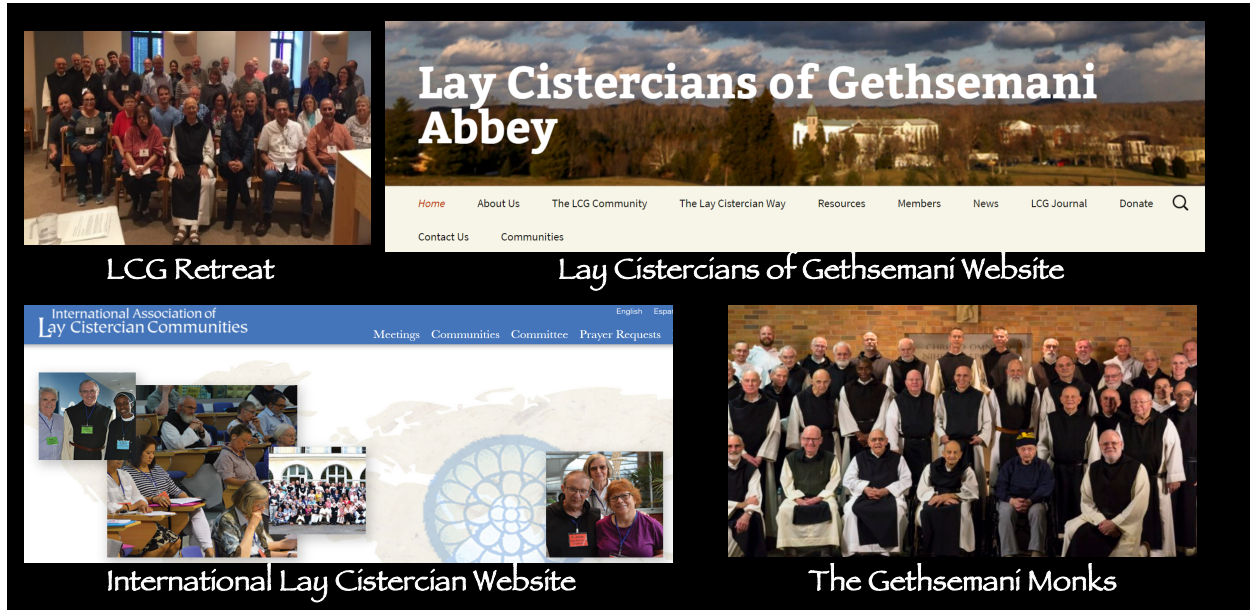 Lay Cistercians of Gethsemani
Abbey
Home About Us The LCG Community The Lay Cistercian Way Resources Members News LCG Journal Donate
Contact Us Communities
LCG Retreat
Lay Cistercians of Gethsemani Website
International Association of
Lay Cistercian Communities
English Espa
Meetings Communities Committee Prayer Requests
International Lay Cistercian Website
The Gethsemani Monks